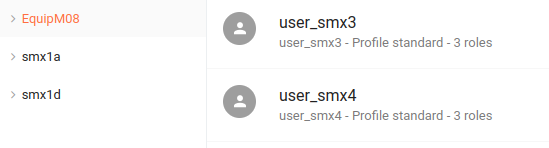 EquipM08
smx1a
smx1d
user_smx3
user_smx3 - Profile standard - 3 roles
user_smx4
user_smx4 - Profile standard - 3 roles